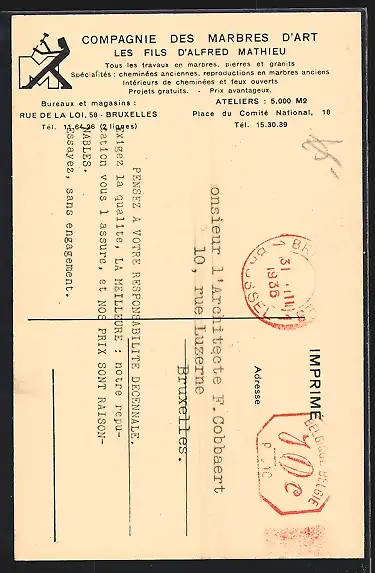 COMPAGNIE DES MARBRES D'ART
LES FILS D'ALFRED MATHIEU
Tous les travaux en marbres, pierres et granits
Spécialités : cheminées anciennes, reproductions en marbres anciens
Intérieurs de cheminées et feux ouverts
Projets gratuits. - Prix avantageux.
Bureaux et magasins :
RUE DE LA LOI, 58 - BRUXELLES
Tél. 11.64.26 (2 lignes)
ATELIERS : 5,000 M2
Place du Comité National, 18
Tél. 15.30.39
PENSEZ A VOTRE RESPONSABILITE DECENNALE.
Exigez la qualité, LA MEILLEURE : notre repu-
tation vous l assure, et NOS PRIX SONT RAISON-
NABLES.
Essayez, sans engagement.
IMPRIMÉ
Adresse
onsieur l'Architecte F.Cobbaert
10, rue Luzerne
Bruxelles.
1 BRUSSEL
31 III
1936
BELGIQUE BELGIE